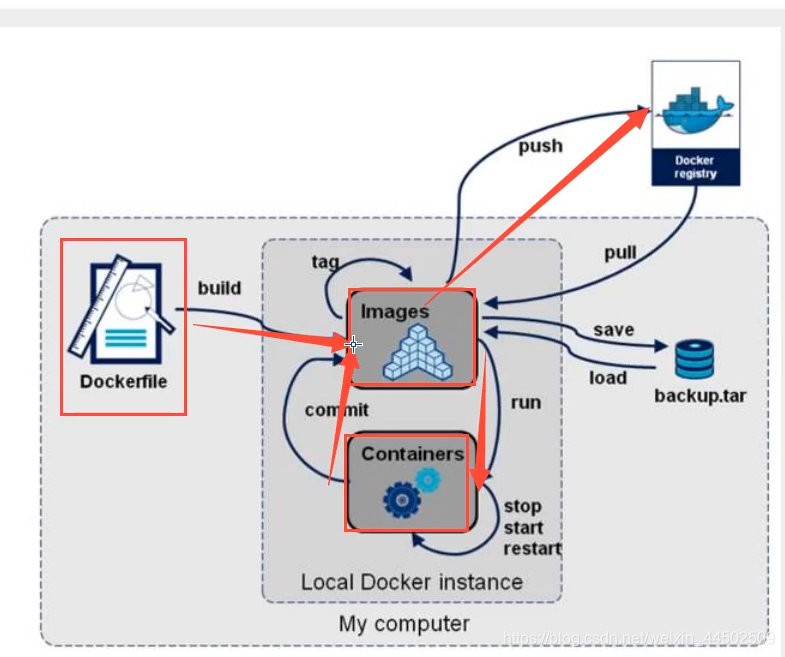 push
Docker
registry
pull
build
tag
Images
save
load
backup.tar
Dockerfile
commit
run
Containers
stop
start
restart
Local Docker instance
My computer
https://blog.csdn.net/weixin_44502509